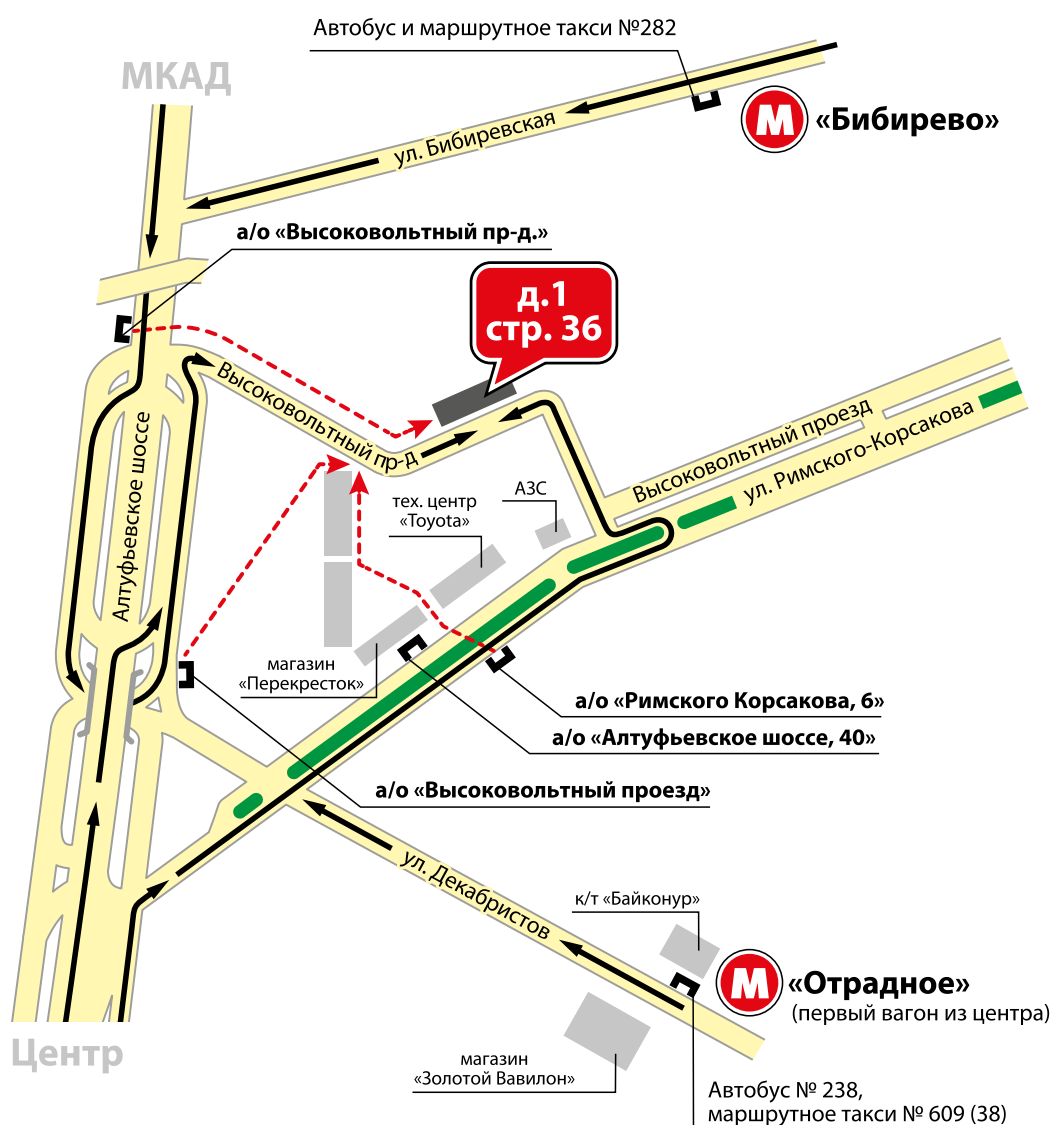 Автобус и маршрутное такси №282
МКАД
М «Бибирево»
ул. Бибиревская
а/о «Высоковольтный пр-д.»
д.1
стр. 36
Высоковольтный пр-д
Алтуфьевское шоссе
Высоковольтный проезд
ул. Римского-Корсакова
АЗС
тех. центр
«Toyota»
магазин
«Перекресток»
а/о «Римского Корсакова, 6»
а/о «Алтуфьевское шоссе, 40»
а/о «Высоковольтный проезд»
ул. Декабристов
к/т «Байконур»
М «Отрадное»
(первый вагон из центра)
Центр
магазин
«Золотой Вавилон»
Автобус № 238,
маршрутное такси № 609 (38)